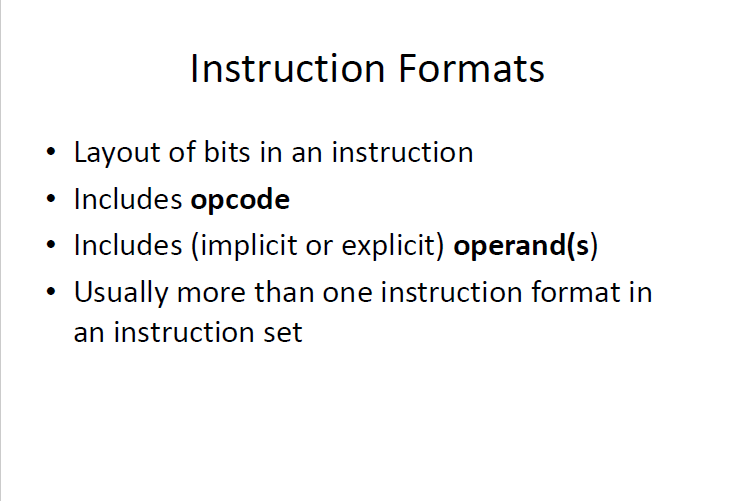 Instruction Formats
• Layout of bits in an instruction
• Includes opcode
• Includes (implicit or explicit) operand(s)
• Usually more than one instruction format in
an instruction set